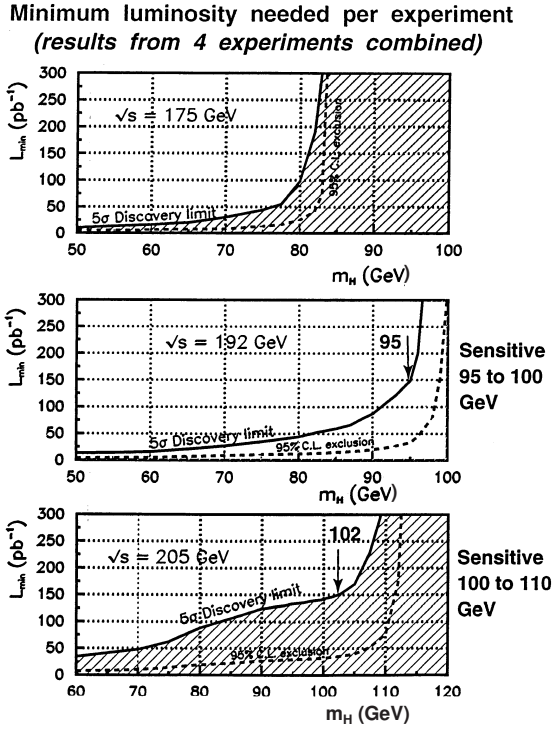 Minimum luminosity needed per experiment
(results from 4 experiments combined)
300
250
200
150
100
50
0
L_min (pb⁻¹)
√s = 175 GeV
5σ Discovery limit
95% C.L. exclusion
50 60 70 80 90 100
m_H (GeV)
300
250
200
150
100
50
0
L_min (pb⁻¹)
√s = 192 GeV
95
5σ Discovery limit
95% C.L. exclusion
50 60 70 80 90 100
m_H (GeV)
Sensitive
95 to 100
GeV
300
250
200
150
100
50
0
L_min (pb⁻¹)
√s = 205 GeV
102
5σ Discovery limit
95% C.L. exclusion
60 70 80 90 100 110 120
m_H (GeV)
Sensitive
100 to 110
GeV